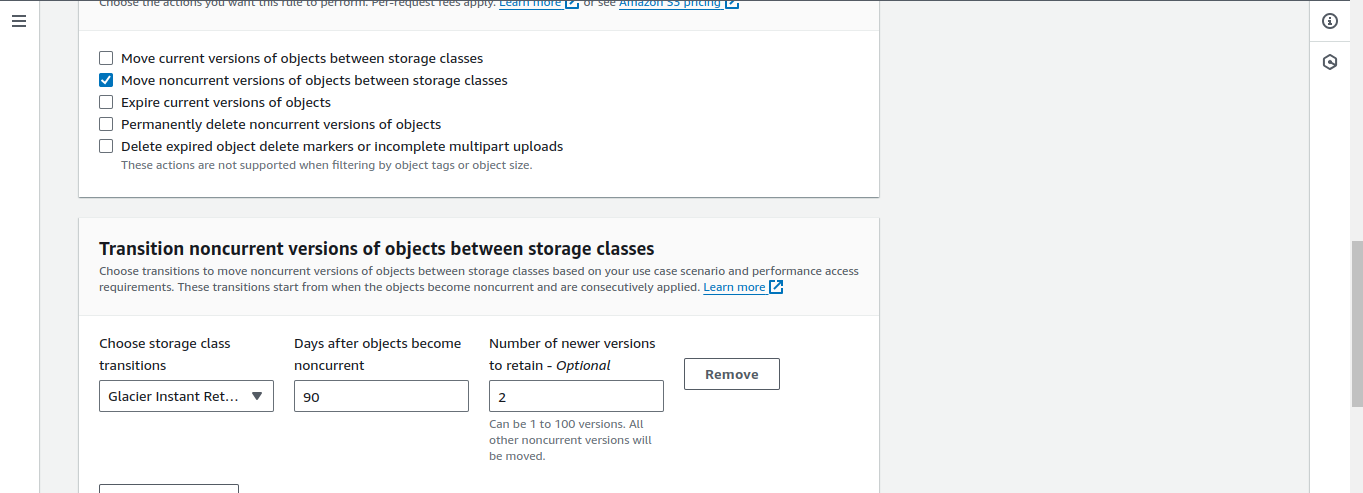 Choose the actions you want this rule to perform. Per-request fees apply. Learn more or see Amazon S3 pricing
Move current versions of objects between storage classes
Move noncurrent versions of objects between storage classes
Expire current versions of objects
Permanently delete noncurrent versions of objects
Delete expired object delete markers or incomplete multipart uploads
These actions are not supported when filtering by object tags or object size.
Transition noncurrent versions of objects between storage classes
Choose transitions to move noncurrent versions of objects between storage classes based on your use case scenario and performance access
requirements. These transitions start from when the objects become noncurrent and are consecutively applied. Learn more
Choose storage class
transitions
Glacier Instant Ret...
Days after objects become
noncurrent
90
Number of newer versions
to retain - Optional
2
Can be 1 to 100 versions. All
other noncurrent versions will
be moved.
Remove